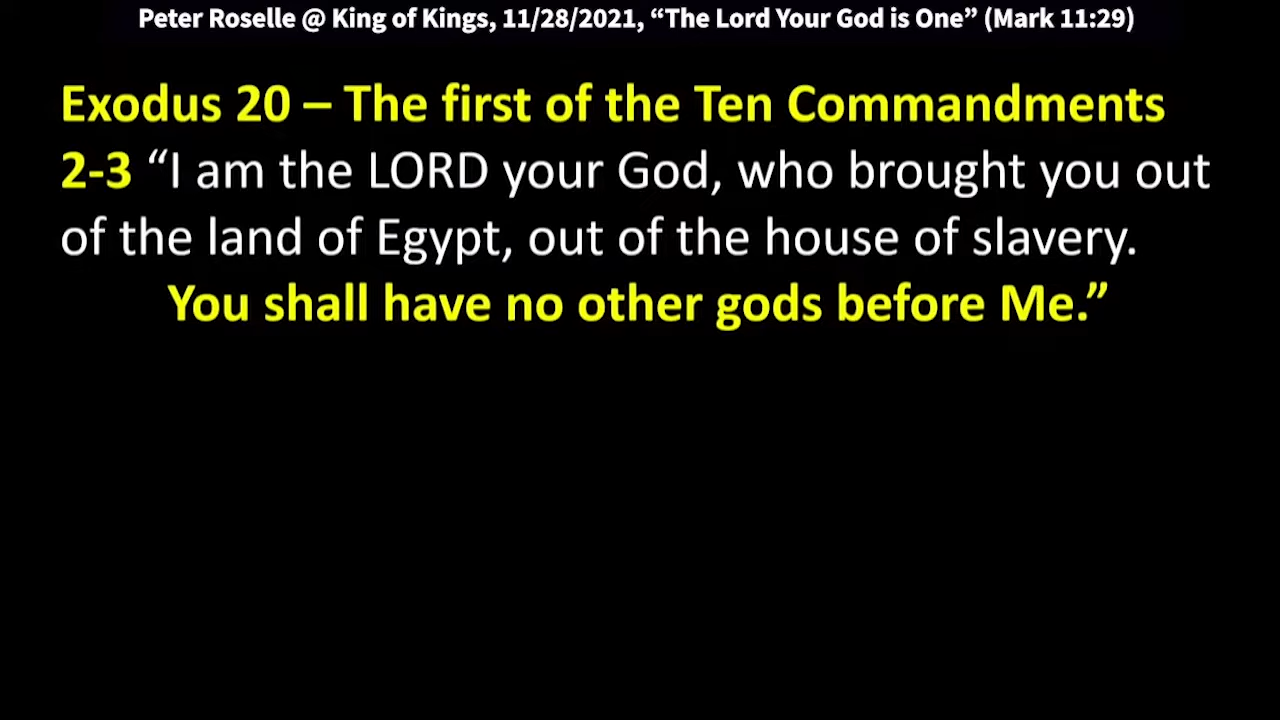 Peter Roselle @ King of Kings, 11/28/2021, “The Lord Your God is One” (Mark 11:29)
Exodus 20 – The first of the Ten Commandments
2-3 “I am the LORD your God, who brought you out
of the land of Egypt, out of the house of slavery.
You shall have no other gods before Me.”